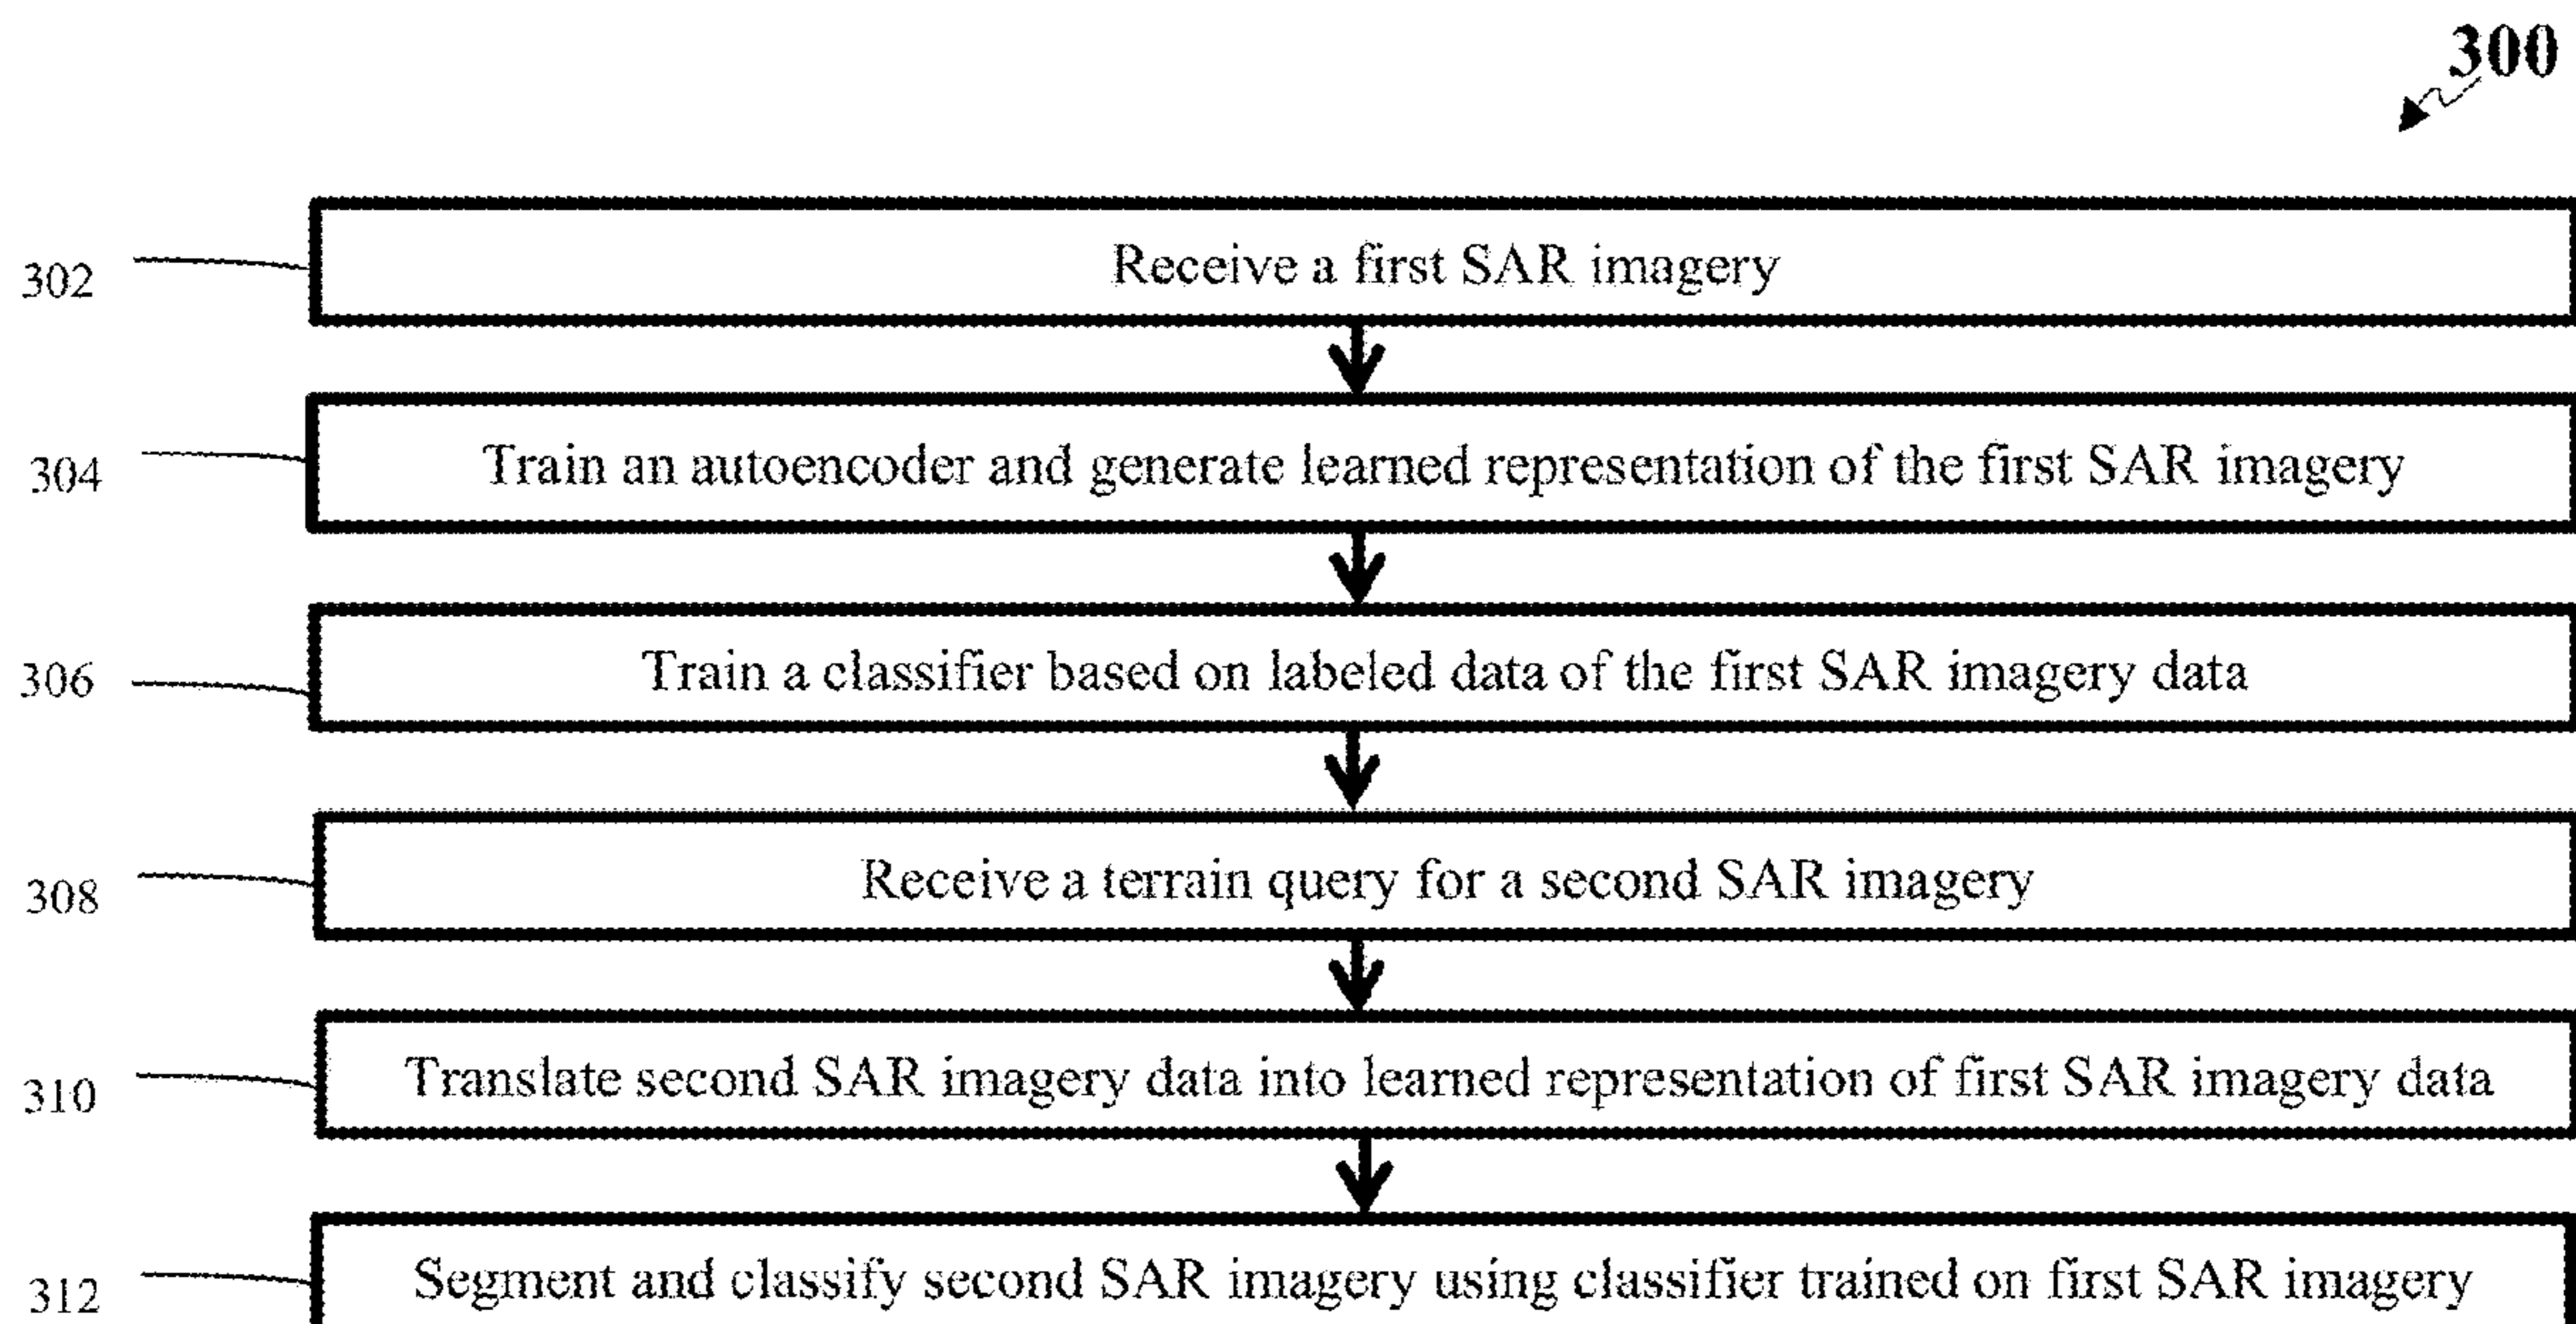 300
302
Receive a first SAR imagery
304
Train an autoencoder and generate learned representation of the first SAR imagery
306
Train a classifier based on labeled data of the first SAR imagery data
308
Receive a terrain query for a second SAR imagery
310
Translate second SAR imagery data into learned representation of first SAR imagery data
312
Segment and classify second SAR imagery using classifier trained on first SAR imagery